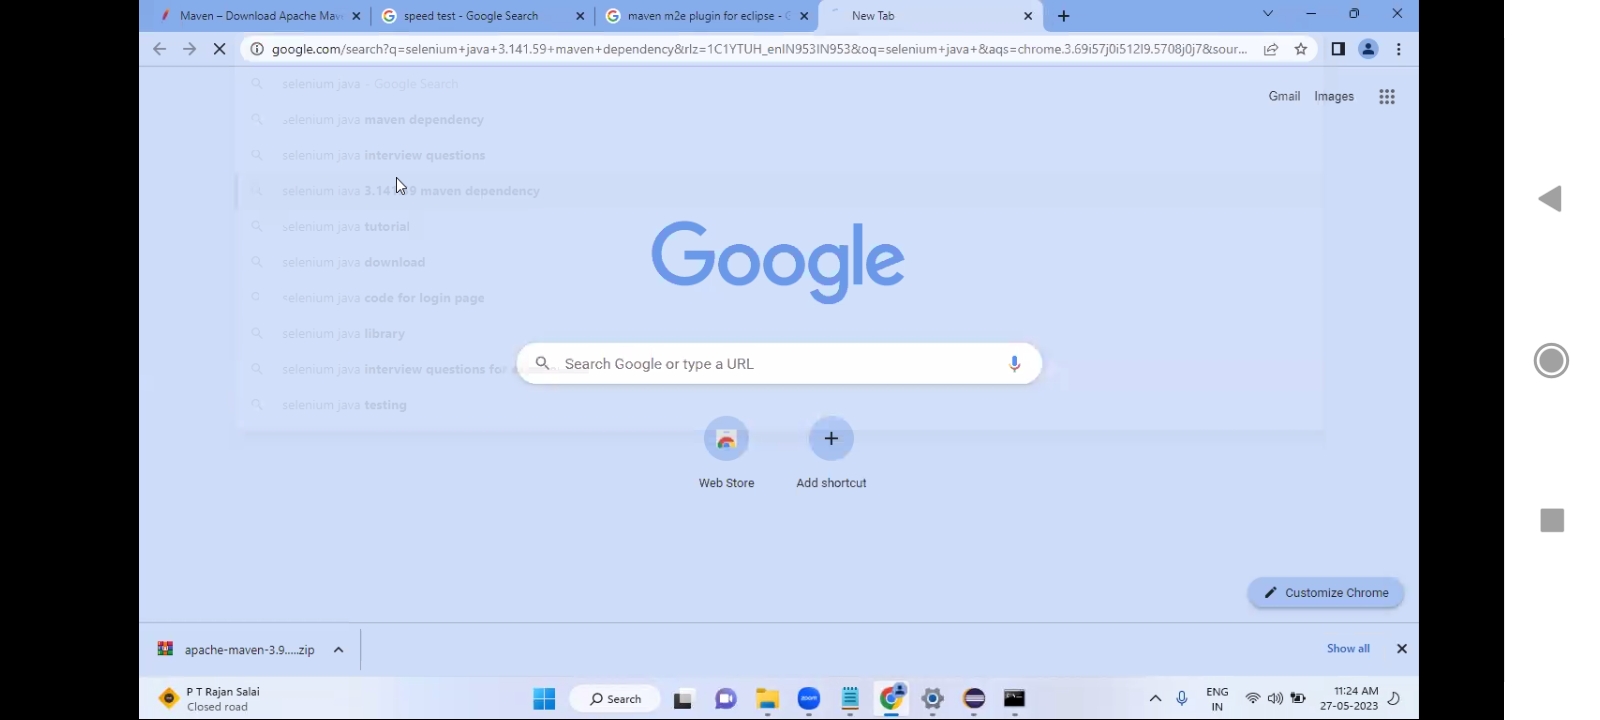 Maven – Download Apache Mav
speed test - Google Search
maven m2e plugin for eclipse - G
New Tab
google.com/search?q=selenium+java+3.141.59+maven+dependency&rlz=1C1YTUH_enIN953IN953&oq=selenium+java+&aqs=chrome.3.69i57j0i512l9.5708j0j7&sour...
selenium java - Google Search
Gmail Images
selenium java maven dependency
selenium java interview questions
selenium java 3.141.59 maven dependency
selenium java tutorial
Google
selenium java download
selenium java code for login page
selenium java library
Search Google or type a URL
selenium java interview questions for
selenium java testing
Web Store
Add shortcut
Customize Chrome
apache-maven-3.9.....zip
Show all
P T Rajan Salai
Closed road
Search
zoom
ENG
IN
11:24 AM
27-05-2023